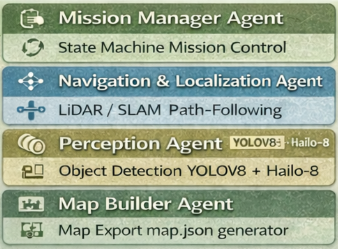 Mission Manager Agent
State Machine Mission Control
Navigation & Localization Agent
LiDAR / SLAM Path-Following
Perception Agent YOLOV8 · Hailo-8
Object Detection YOLOV8 + Hailo-8
Map Builder Agent
Map Export map.json generator